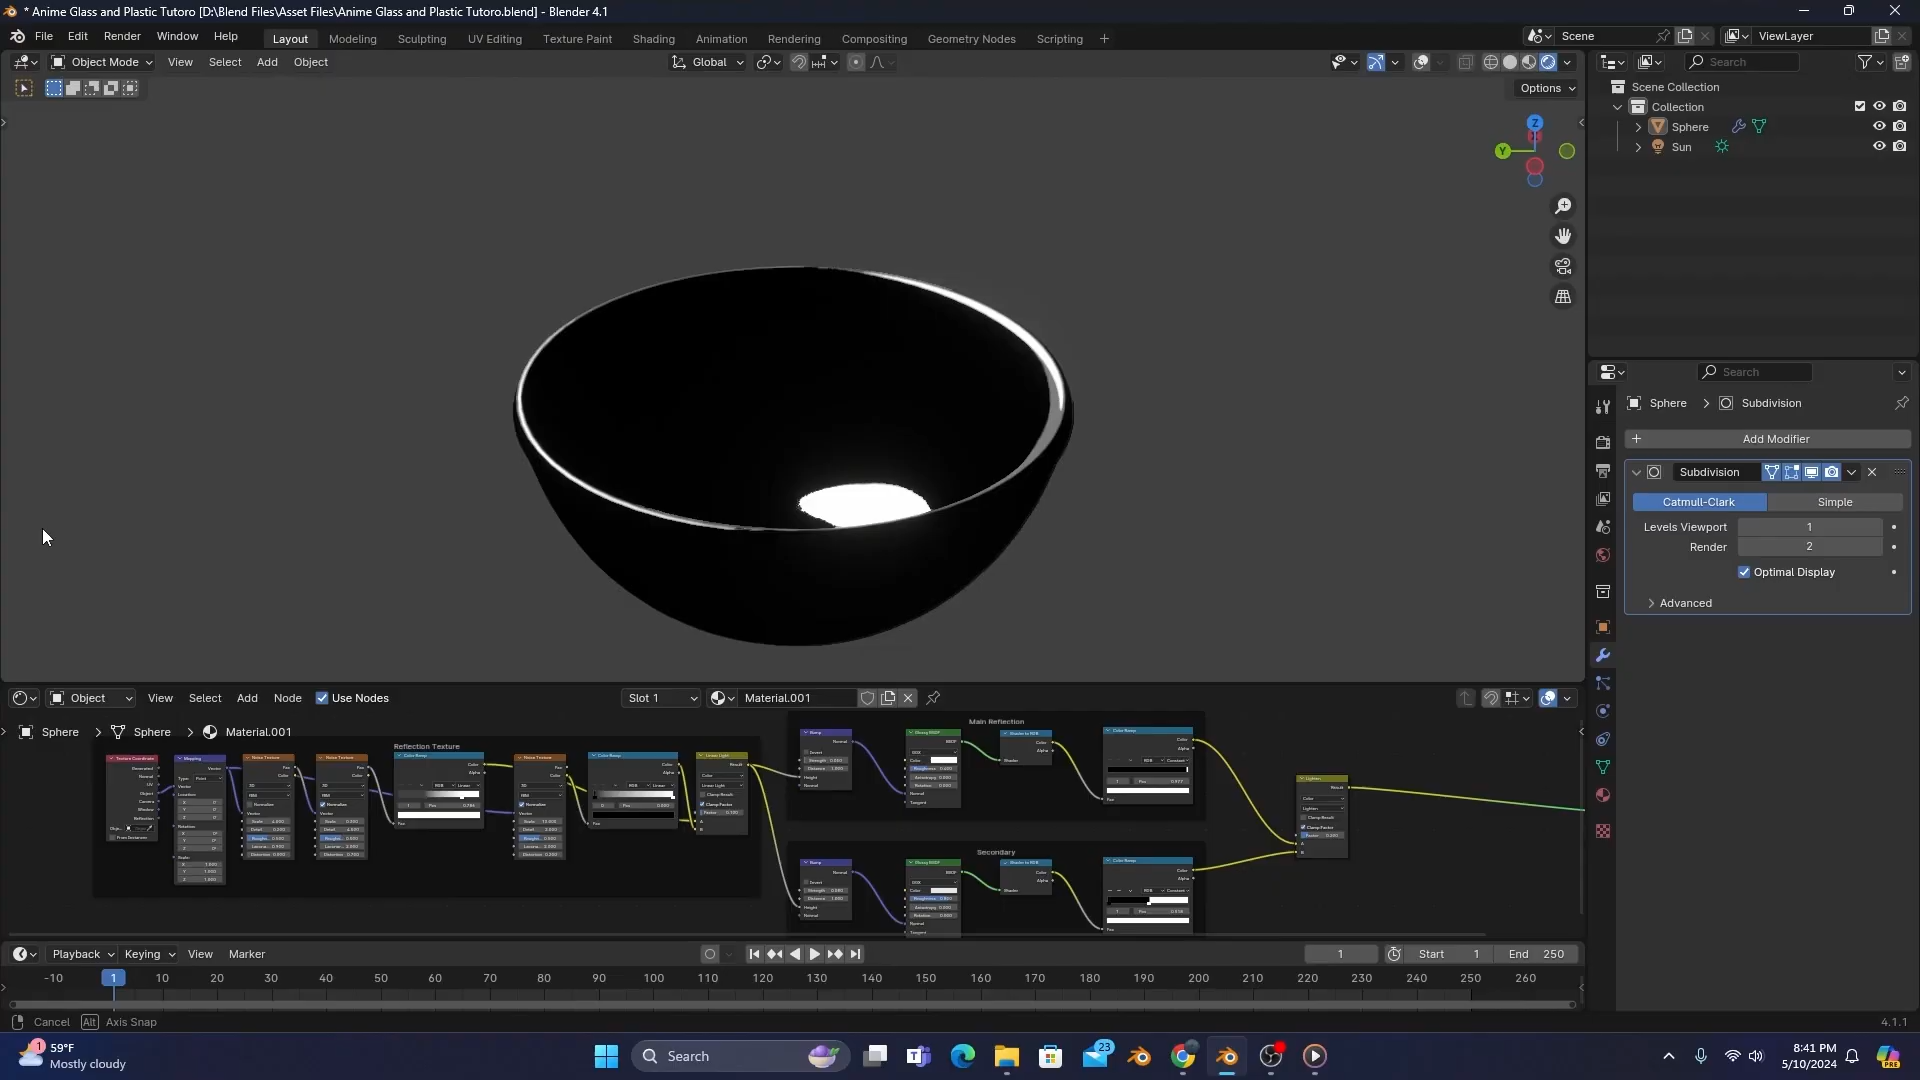 * Anime Glass and Plastic Tutoro [D:\Blend Files\Asset Files\Anime Glass and Plastic Tutoro.blend] - Blender 4.1
File Edit Render Window Help Layout Modeling Sculpting UV Editing Texture Paint Shading Animation Rendering Compositing Geometry Nodes Scripting + Scene ViewLayer
Object Mode View Select Add Object Global Search
Options
Scene Collection
Collection
Sphere
Sun
Z
Y
Search
Sphere > Subdivision
+ Add Modifier
Subdivision
Catmull-Clark Simple
Levels Viewport 1
Render 2
Optimal Display
Advanced
Object View Select Add Node Use Nodes Slot 1 Material.001
Sphere > Sphere > Material.001
Main Reflection
Reflection Texture
Secondary
Playback Keying View Marker 1 Start 1 End 250
-10 1 10 20 30 40 50 60 70 80 90 100 110 120 130 140 150 160 170 180 190 200 210 220 230 240 250 260
Cancel Alt Axis Snap 4.1.1
1 59°F
Mostly cloudy
Search
23
8:41 PM
5/10/2024
PRE